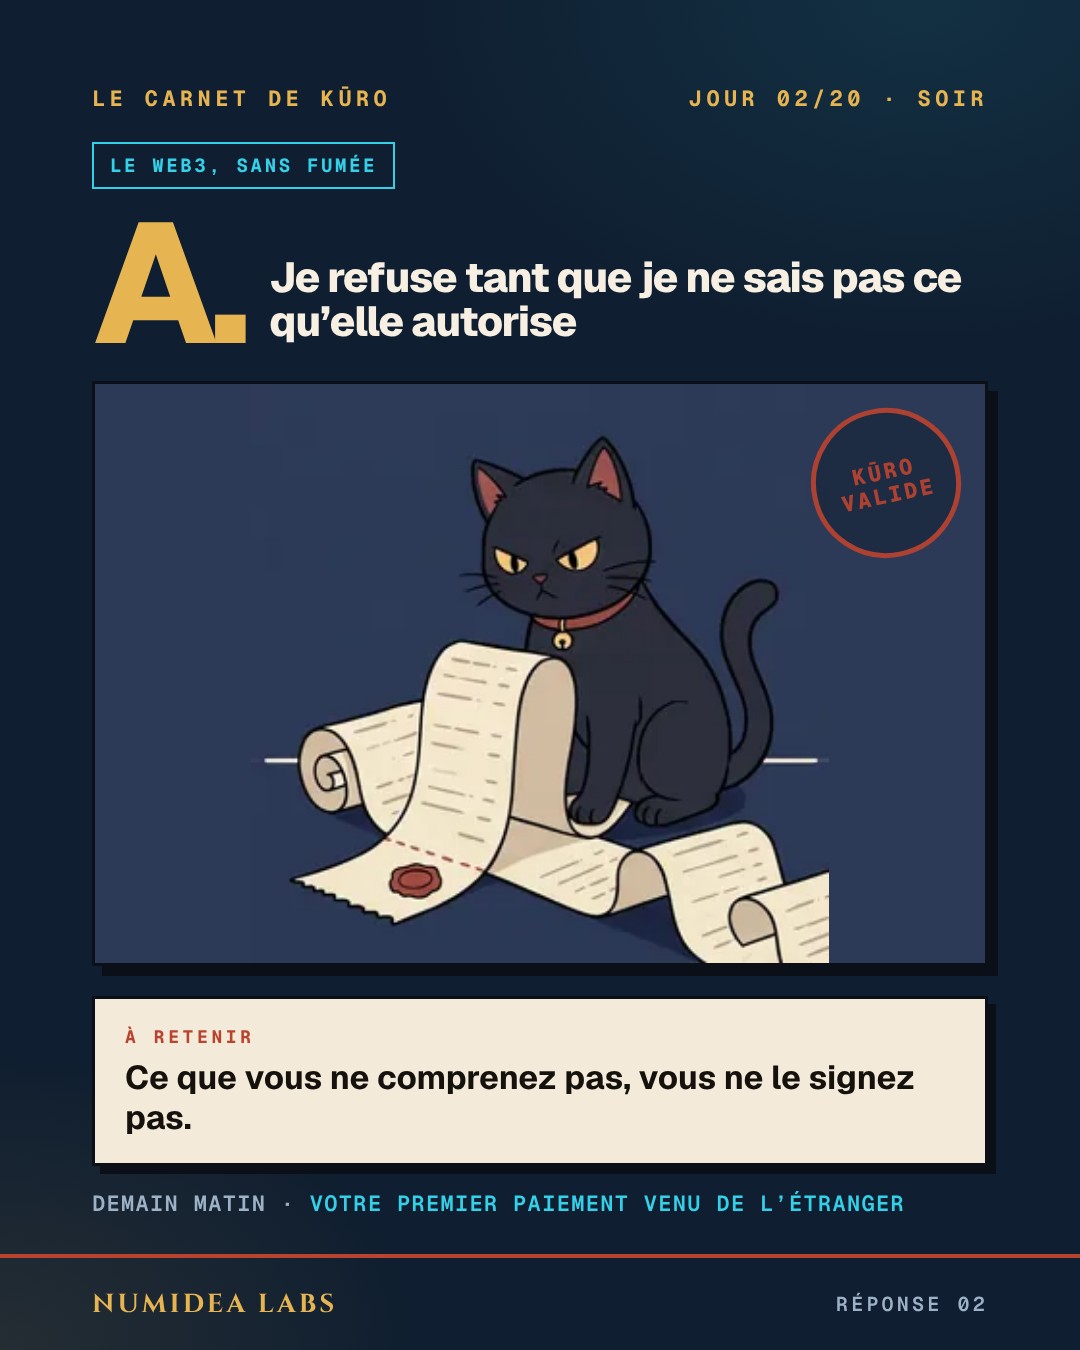 LE CARNET DE KŪRO
JOUR 02/20 · SOIR
LE WEB3, SANS FUMÉE
A.
Je refuse tant que je ne sais pas ce
qu’elle autorise
KŪRO
VALIDE
À RETENIR
Ce que vous ne comprenez pas, vous ne le signez
pas.
DEMAIN MATIN · VOTRE PREMIER PAIEMENT VENU DE L’ÉTRANGER
NUMIDEA LABS
RÉPONSE 02